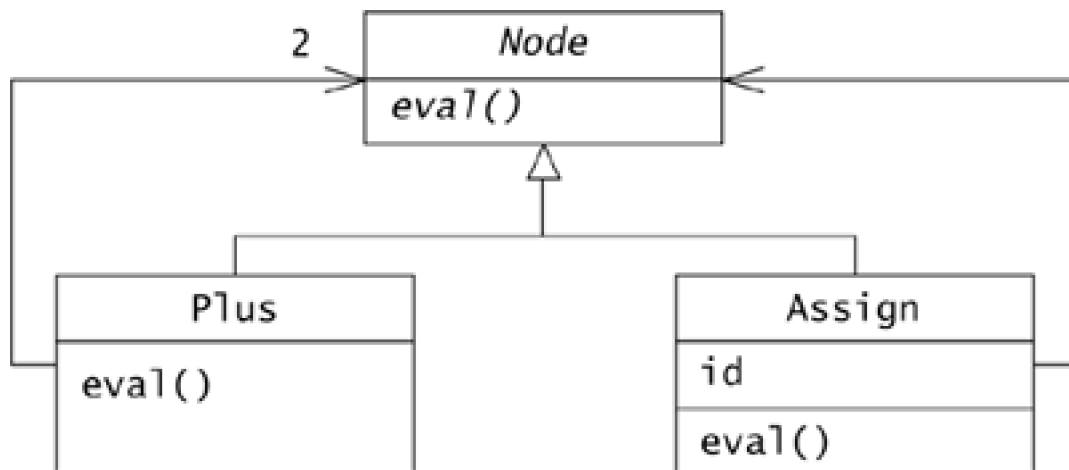 2
Node
eval()
Plus
eval()
Assign
id
eval()